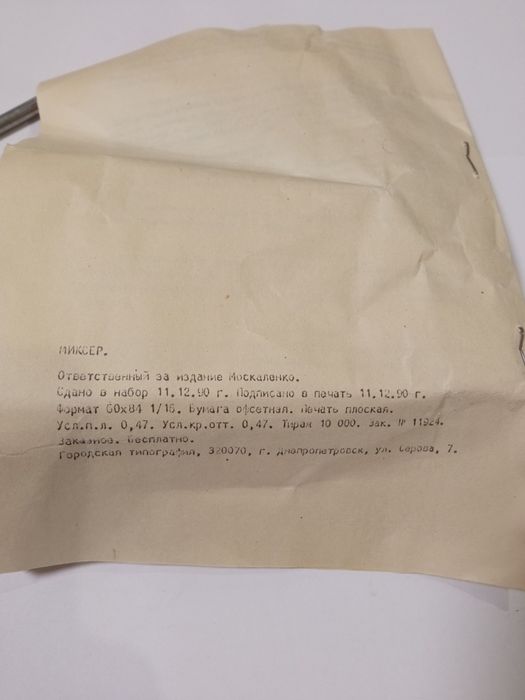 МИКСЕР.
Ответственный за издание Москаленко.
Сдано в набор 11.12.90 г. Подписано в печать 11.12.90 г.
Формат 60х84 1/16. Бумага офсетная. Печать плоская.
Усл.п.л. 0,47. Усл.кр.отт. 0,47. Тираж 10 000. Зак. № 11924.
Заказное. Бесплатно.
Городская типография, 320070, г. Днепропетровск, ул. Серова, 7.